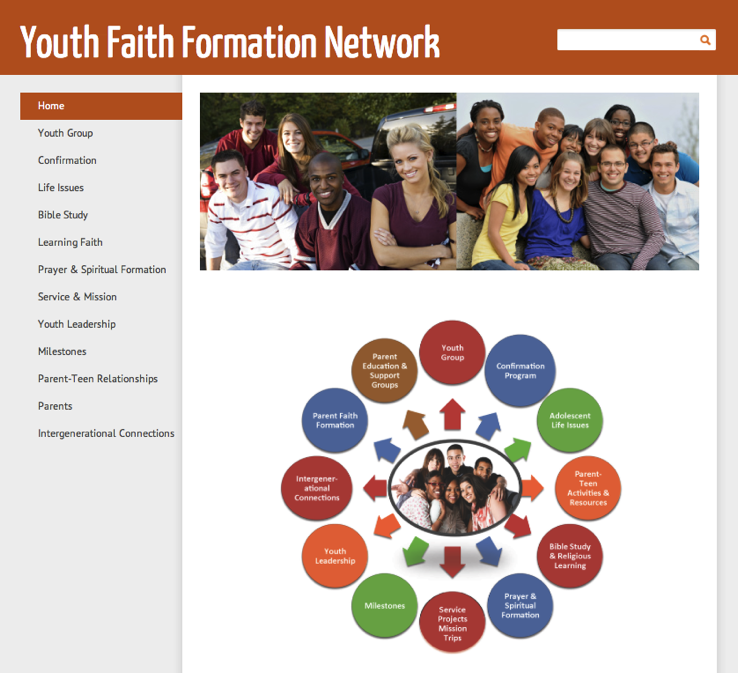 Youth Faith Formation Network
Home
Youth Group
Confirmation
Life Issues
Bible Study
Learning Faith
Prayer & Spiritual Formation
Service & Mission
Youth Leadership
Milestones
Parent-Teen Relationships
Parents
Intergenerational Connections
Youth
Group
Confirmation
Program
Adolescent
Life Issues
Parent-
Teen
Activities &
Resources
Bible Study
& Religious
Learning
Prayer &
Spiritual
Formation
Service
Projects
Mission
Trips
Milestones
Youth
Leadership
Intergener-
ational
Connections
Parent Faith
Formation
Parent
Education &
Support
Groups